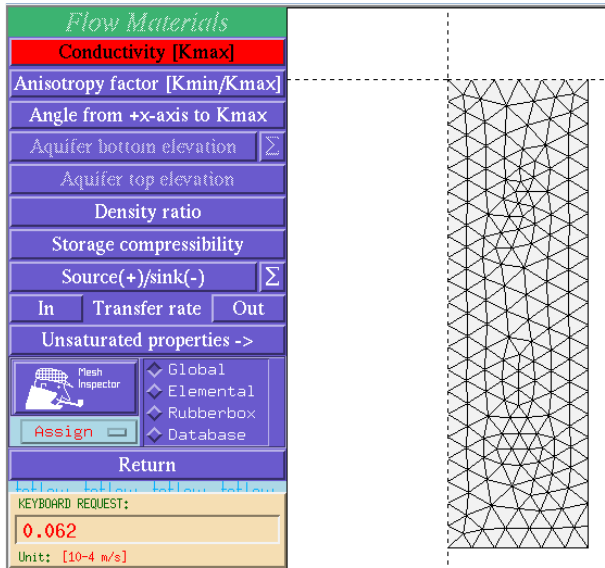 Flow Materials
Conductivity [Kmax]
Anisotropy factor [Kmin/Kmax]
Angle from +x-axis to Kmax
Aquifer bottom elevation Σ
Aquifer top elevation
Density ratio
Storage compressibility
Source(+)/sink(-) Σ
In Transfer rate Out
Unsaturated properties ->
Mesh
Inspector
Global
Elemental
Rubberbox
Database
Assign
Return
KEYBOARD REQUEST:
0.062
Unit: [10-4 m/s]